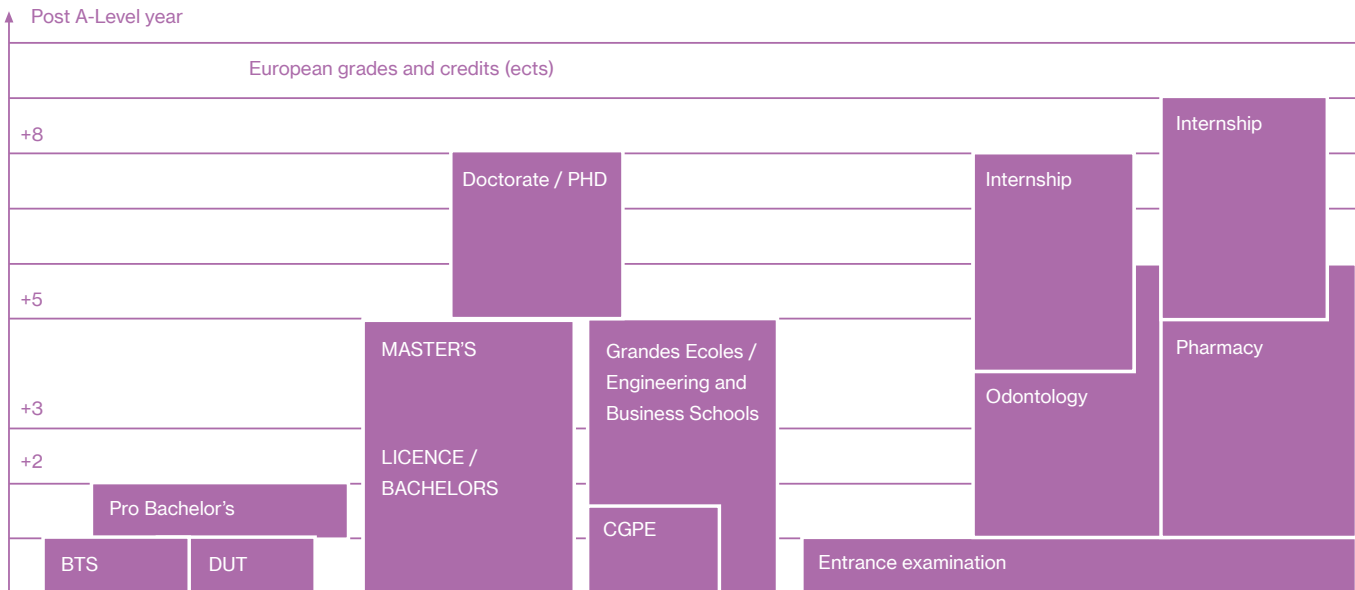 Post A-Level year
European grades and credits (ects)
+8
Internship
Doctorate / PHD
Internship
+5
MASTER'S
Grandes Ecoles /
Engineering and
Business Schools
Pharmacy
+3
Odontology
+2
LICENCE /
BACHELORS
Pro Bachelor's
CGPE
BTS
DUT
Entrance examination